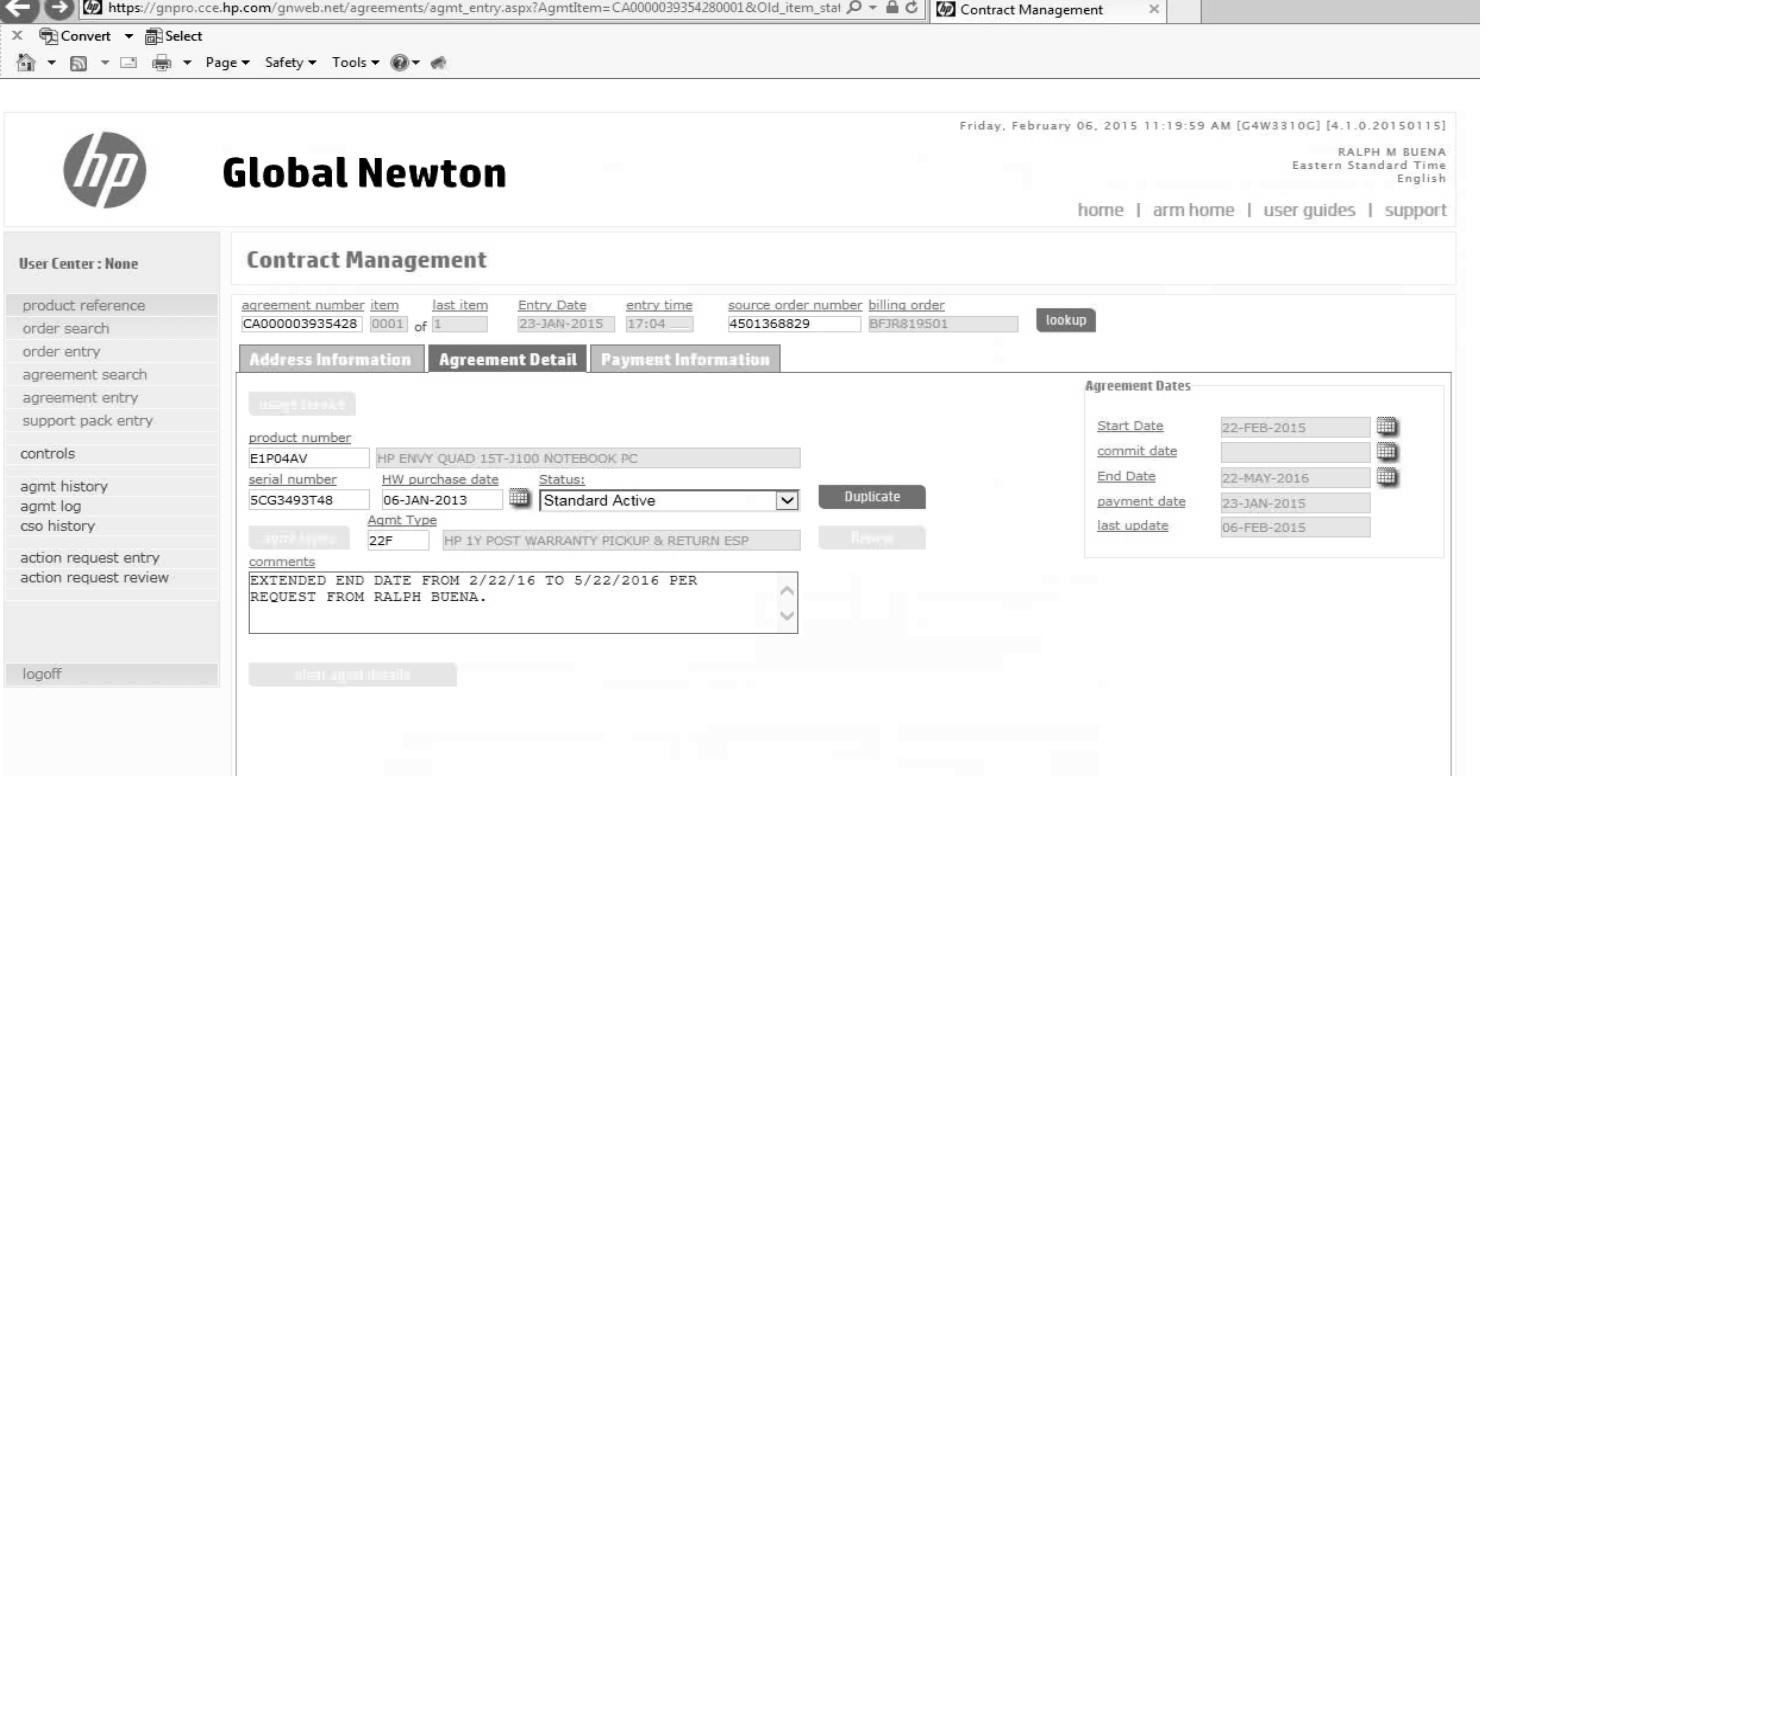 https://gnpro.cce.hp.com/gnweb.net/agreements/agmt_entry.aspx?AgmtItem=CA0000039354280001&Old_item_stat
hp Contract Management
Convert Select
Page Safety Tools
Friday, February 06, 2015 11:19:59 AM [G4W3310G] [4.1.0.20150115]
hp Global Newton
RALPH M BUENA
Eastern Standard Time
English
home | arm home | user guides | support
User Center : None
product reference
order search
order entry
agreement search
agreement entry
support pack entry
controls
agmt history
agmt log
cso history
action request entry
action request review
logoff
Contract Management
agreement number item last item Entry Date entry time source order number billing order
CA000003935428 0001 of 1 23-JAN-2015 17:04 4501368829 BFJR819501 lookup
Address Information Agreement Detail Payment Information
product number
E1P04AV HP ENVY QUAD 15T-J100 NOTEBOOK PC
serial number HW purchase date Status:
5CG3493T48 06-JAN-2013 Standard Active Duplicate
Agmt Type
22F HP 1Y POST WARRANTY PICKUP & RETURN ESP Renew
comments
EXTENDED END DATE FROM 2/22/16 TO 5/22/2016 PER
REQUEST FROM RALPH BUENA.
clear agmt details
Agreement Dates
Start Date 22-FEB-2015
commit date
End Date 22-MAY-2016
payment date 23-JAN-2015
last update 06-FEB-2015